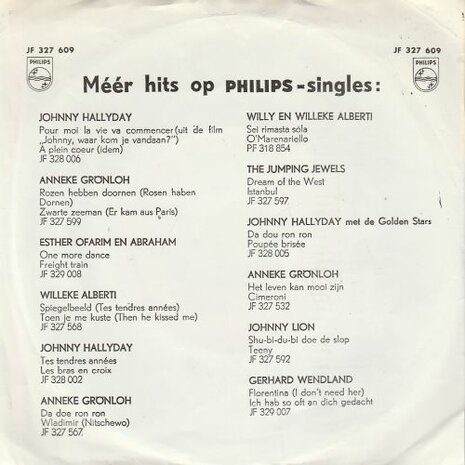 JF 327 609
JF 327 609
PHILIPS
PHILIPS
Méér hits op PHILIPS-singles:
JOHNNY HALLYDAY
Pour moi la vie va commencer (uit de film
„Johnny, waar kom je vandaan?")
A plein coeur (idem)
JF 328 006
ANNEKE GRÖNLOH
Rozen hebben doornen (Rosen haben
Dornen)
Zwarte zeeman (Er kam aus Paris)
JF 327 599
ESTHER OFARIM EN ABRAHAM
One more dance
Freight train
JF 329 008
WILLEKE ALBERTI
Spiegelbeeld (Tes tendres années)
Toen je me kuste (Then he kissed me)
JF 327 568
JOHNNY HALLYDAY
Tes tendres années
Les bras en croix
JF 328 002
ANNEKE GRÖNLOH
Da doe ron ron
Wladimir (Nitschewo)
JF 327 567
WILLY EN WILLEKE ALBERTI
Sei rimasta sóla
O'Marenariello
PF 318 854
THE JUMPING JEWELS
Dream of the West
Istanbul
JF 327 597
JOHNNY HALLYDAY met de Golden Stars
Da dou ron ron
Poupée brisée
JF 328 005
ANNEKE GRÖNLOH
Het leven kan mooi zijn
Cimeroni
JF 327 532
JOHNNY LION
Shu-bi-du-bi doe de slop
Teeny
JF 327 592
GERHARD WENDLAND
Florentina (I don't need her)
Ich hab so oft an dich gedacht
JF 329 007